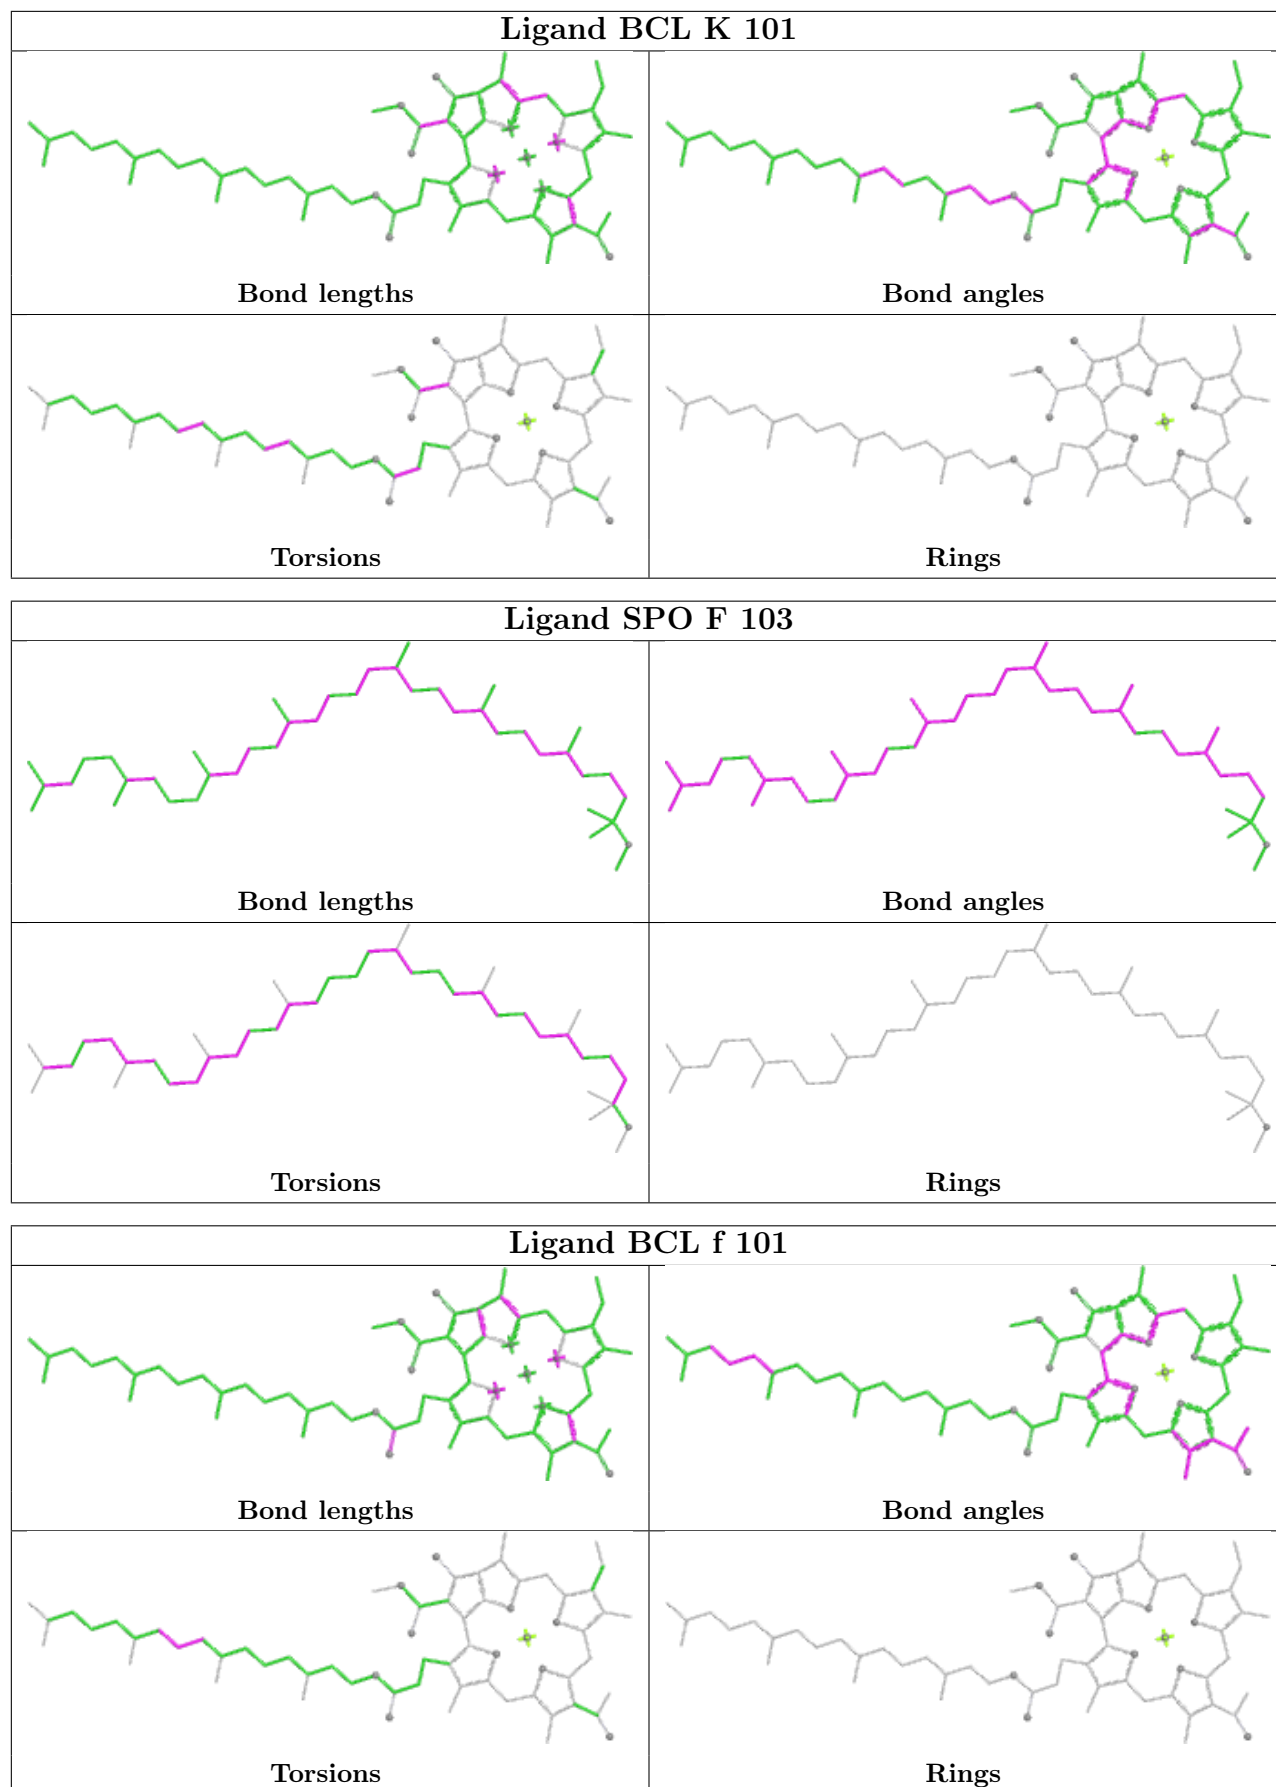 Ligand BCL K 101
Bond lengths
Bond angles
Torsions
Rings
Ligand SPO F 103
Bond lengths
Bond angles
Torsions
Rings
Ligand BCL f 101
Bond lengths
Bond angles
Torsions
Rings